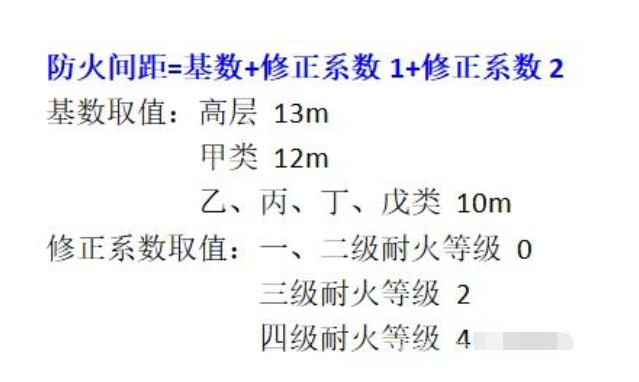 防火间距=基数+修正系数 1+修正系数 2
基数取值：高层 13m
甲类 12m
乙、丙、丁、戊类 10m
修正系数取值：一、二级耐火等级 0
三级耐火等级 2
四级耐火等级 4